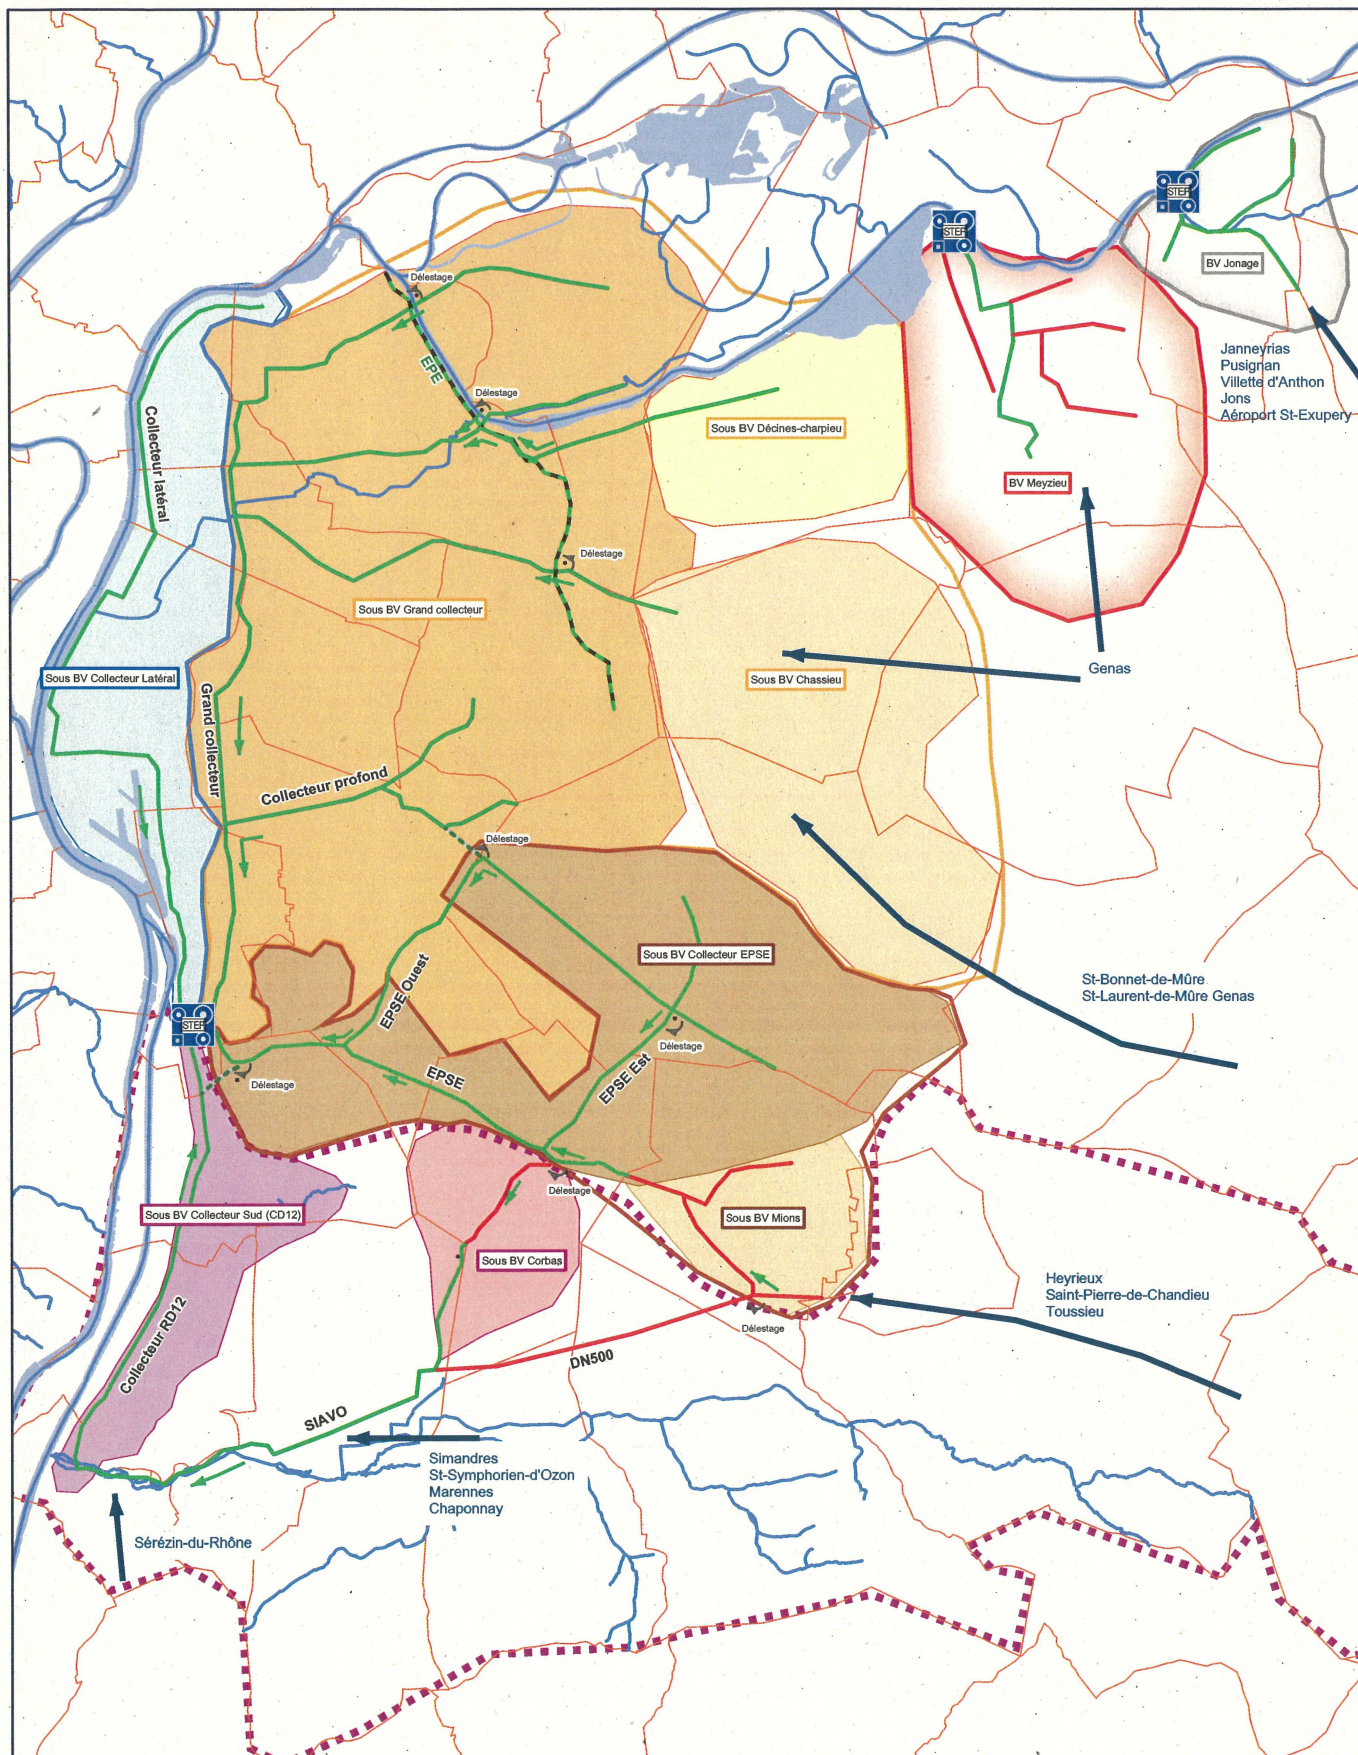 STEP
STEP
BV Jonage
Délestage
Janneyrias
Pusignan
Villette d'Anthon
Jons
Aéroport St-Exupery
EPE
Délestage
Collecteur latéral
Sous BV Décines-charpieu
BV Meyzieu
Délestage
Sous BV Grand collecteur
Genas
Sous BV Collecteur Latéral
Sous BV Chassieu
Grand collecteur
Collecteur profond
Délestage
Sous BV Collecteur EPSE
St-Bonnet-de-Mûre
St-Laurent-de-Mûre Genas
EPSE Ouest
STEP
Délestage
EPSE
EPSE Est
Délestage
Délestage
Sous BV Collecteur Sud (CD12)
Sous BV Mions
Sous BV Corbas
Heyrieux
Saint-Pierre-de-Chandieu
Toussieu
Délestage
Collecteur RD12
DN500
SIAVO
Simandres
St-Symphorien-d'Ozon
Marennes
Chaponnay
Sérézin-du-Rhône